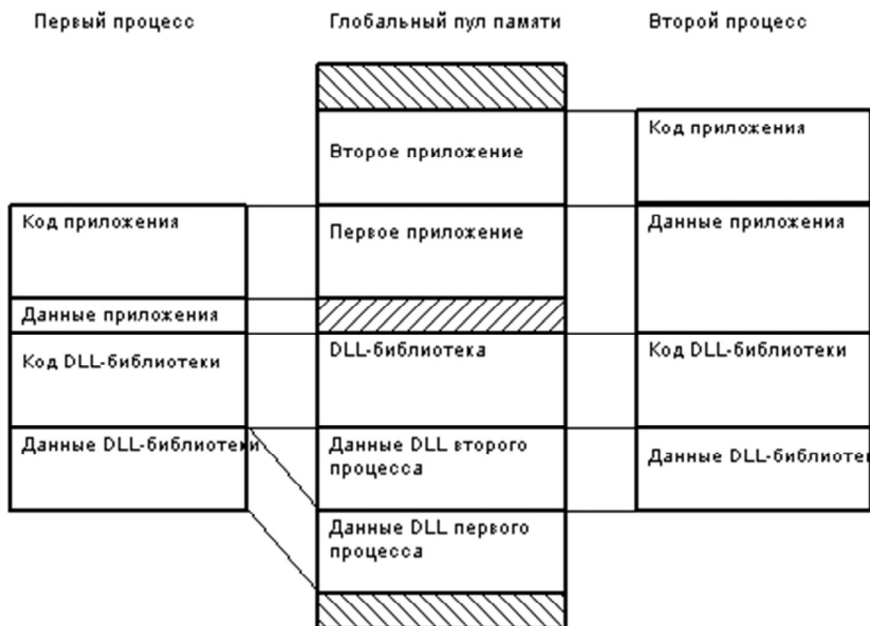 Первый процесс
Глобальный пул памяти
Второй процесс
Код приложения
Данные приложения
Код DLL-библиотеки
Данные DLL-библиотеки
Второе приложение
Первое приложение
DLL-библиотека
Данные DLL второго
процесса
Данные DLL первого
процесса
Код приложения
Данные приложения
Код DLL-библиотеки
Данные DLL-библиотек